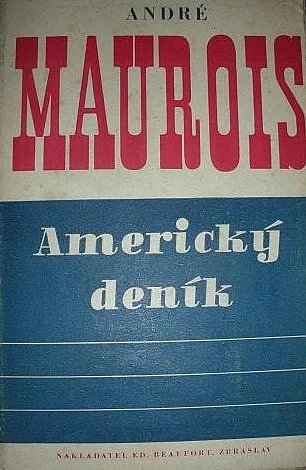 ANDRÉ
MAUROIS
Americký
deník
NAKLADATEL ED. BEAUFORT, ZBRASLAV